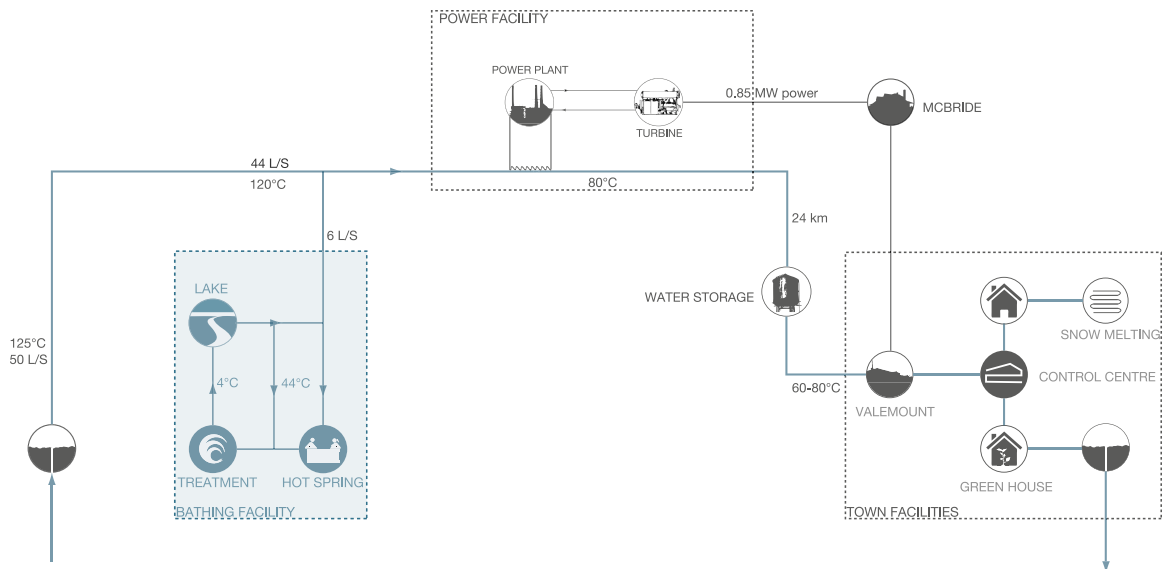 POWER FACILITY
POWER PLANT
TURBINE
0.85 MW power
MCBRIDE
44 L/S
120°C
80°C
6 L/S
24 km
LAKE
WATER STORAGE
125°C
50 L/S
4°C
44°C
TREATMENT
HOT SPRING
BATHING FACILITY
60-80°C
VALEMOUNT
SNOW MELTING
CONTROL CENTRE
GREEN HOUSE
TOWN FACILITIES